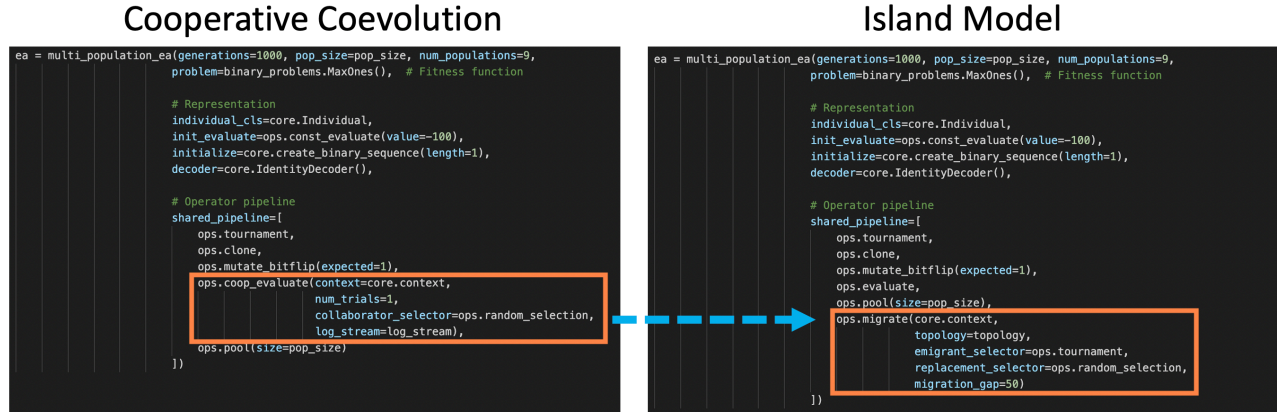 Cooperative Coevolution
ea = multi_population_ea(generations=1000, pop_size=pop_size, num_populations=9,
problem=binary_problems.MaxOnes(),  # Fitness function
# Representation
individual_cls=core.Individual,
init_evaluate=ops.const_evaluate(value=-100),
initialize=core.create_binary_sequence(length=1),
decoder=core.IdentityDecoder(),
# Operator pipeline
shared_pipeline=[
ops.tournament,
ops.clone,
ops.mutate_bitflip(expected=1),
ops.coop_evaluate(context=core.context,
num_trials=1,
collaborator_selector=ops.random_selection,
log_stream=log_stream),
ops.pool(size=pop_size)
])
Island Model
ea = multi_population_ea(generations=1000, pop_size=pop_size, num_populations=9,
problem=binary_problems.MaxOnes(),  # Fitness function
# Representation
individual_cls=core.Individual,
init_evaluate=ops.const_evaluate(value=-100),
initialize=core.create_binary_sequence(length=1),
decoder=core.IdentityDecoder(),
# Operator pipeline
shared_pipeline=[
ops.tournament,
ops.clone,
ops.mutate_bitflip(expected=1),
ops.evaluate,
ops.pool(size=pop_size),
ops.migrate(core.context,
topology=topology,
emigrant_selector=ops.tournament,
replacement_selector=ops.random_selection,
migration_gap=50)
])